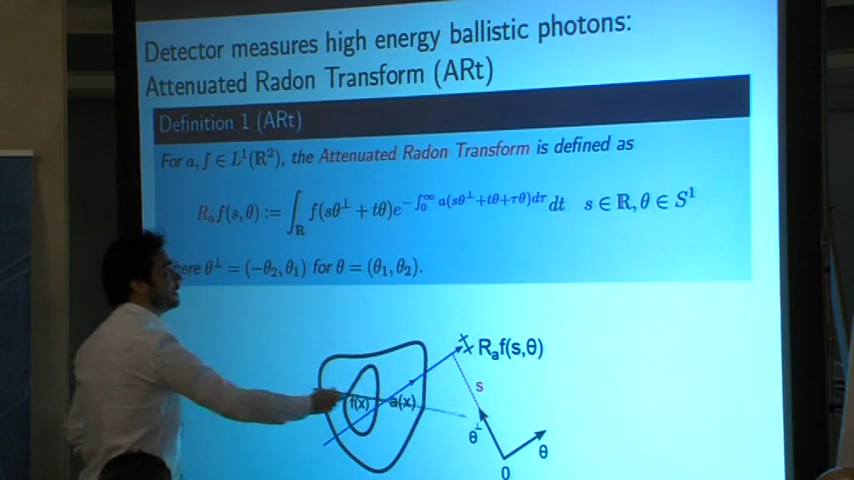 Detector measures high energy ballistic photons:
Attenuated Radon Transform (ARt)
Definition 1 (ARt)
For a, f ∈ L¹(ℝ²), the Attenuated Radon Transform is defined as
Rₐf(s, θ) := ∫_ℝ f(sθ^⊥ + tθ)e^{−∫₀^∞ a(sθ^⊥+tθ+τθ)dτ} dt s ∈ ℝ, θ ∈ S¹
here θ^⊥ = (−θ₂, θ₁) for θ = (θ₁, θ₂).
Rₐf(s,θ)
s
f(x) a(x)
θ^⊥ θ
0